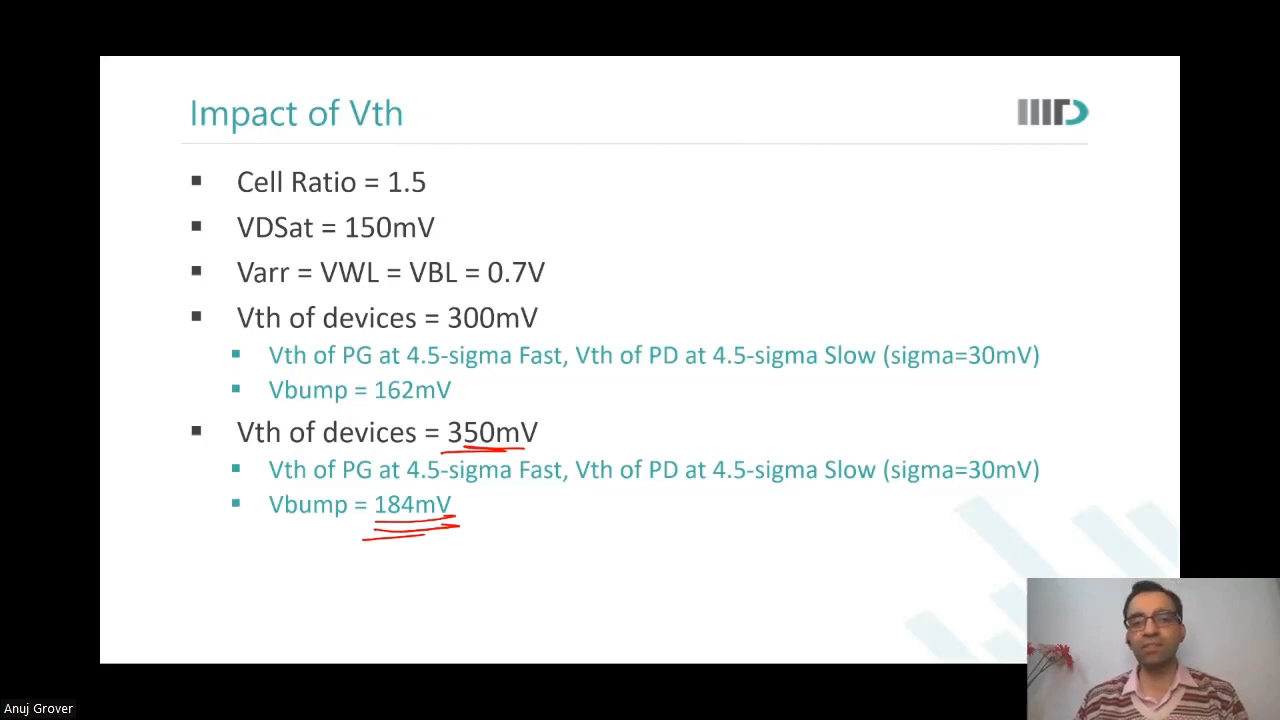 Impact of Vth
IIITD
▪ Cell Ratio = 1.5
▪ VDSat = 150mV
▪ Varr = VWL = VBL = 0.7V
▪ Vth of devices = 300mV
▪ Vth of PG at 4.5-sigma Fast, Vth of PD at 4.5-sigma Slow (sigma=30mV)
▪ Vbump = 162mV
▪ Vth of devices = 350mV
▪ Vth of PG at 4.5-sigma Fast, Vth of PD at 4.5-sigma Slow (sigma=30mV)
▪ Vbump = 184mV
Anuj Grover